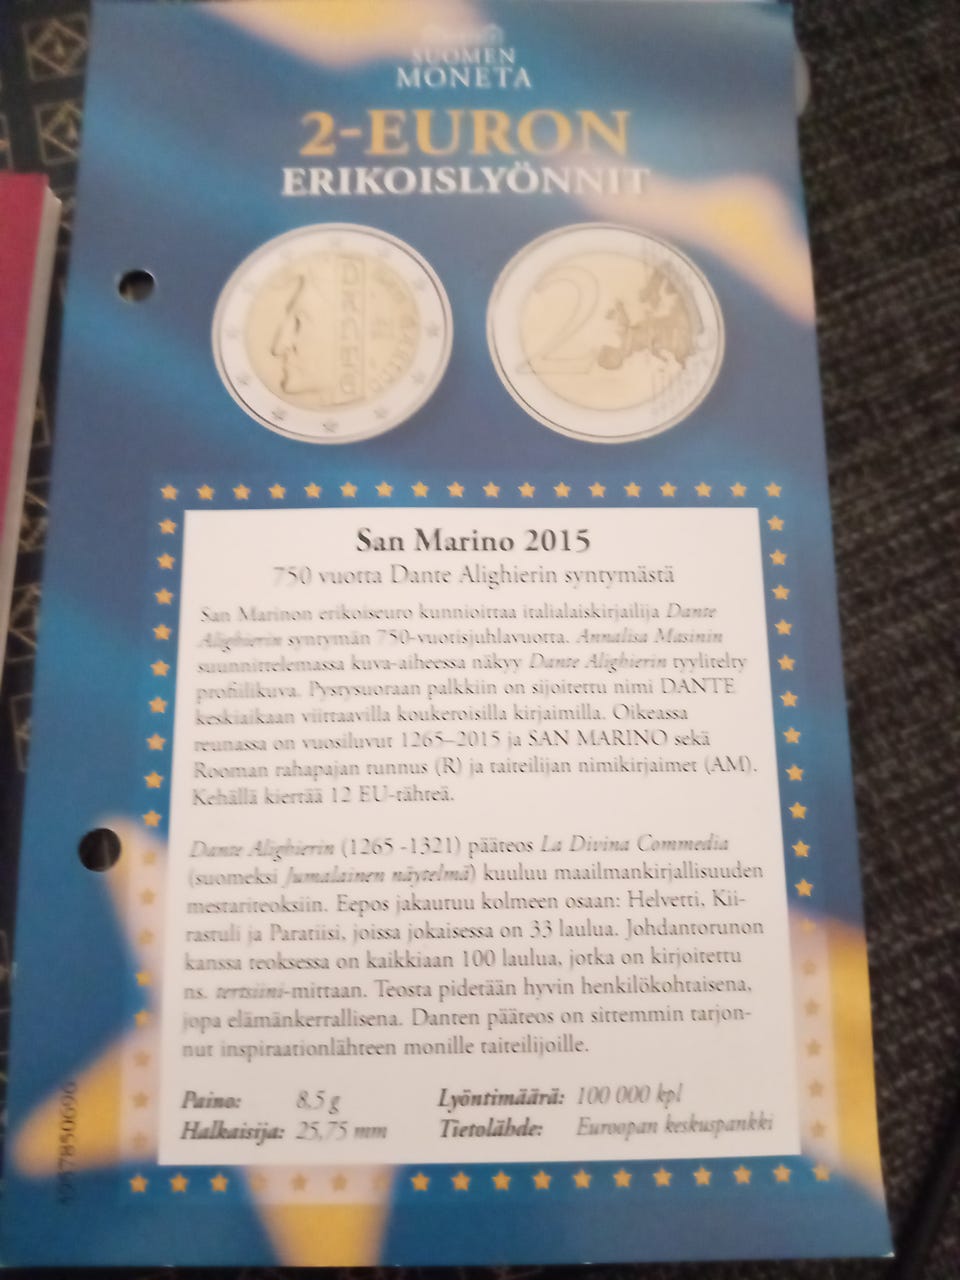 SUOMEN
MONETA
2-EURON
ERIKOISLYÖNNIT
DANTE
SAN MARINO
2
San Marino 2015
750 vuotta Dante Alighierin syntymästä
San Marinon erikoiseuro kunnioittaa italialaiskirjailija Dante
Alighierin syntymän 750-vuotisjuhlavuotta. Annalisa Masinin
suunnittelemassa kuva-aiheessa näkyy Dante Alighierin tyylitelty
profiilikuva. Pystysuoraan palkkiin on sijoitettu nimi DANTE
keskiaikaan viittaavilla koukeroisilla kirjaimilla. Oikeassa
reunassa on vuosiluvut 1265–2015 ja SAN MARINO sekä
Rooman rahapajan tunnus (R) ja taiteilijan nimikirjaimet (AM).
Kehällä kiertää 12 EU-tähteä.
Dante Alighierin (1265 -1321) pääteos La Divina Commedia
(suomeksi Jumalainen näytelmä) kuuluu maailmankirjallisuuden
mestariteoksiin. Eepos jakautuu kolmeen osaan: Helvetti, Kii-
rastuli ja Paratiisi, joissa jokaisessa on 33 laulua. Johdantorunon
kanssa teoksessa on kaikkiaan 100 laulua, jotka on kirjoitettu
ns. tertsiini-mittaan. Teosta pidetään hyvin henkilökohtaisena,
jopa elämänkerrallisena. Danten pääteos on sittemmin tarjon-
nut inspiraationlähteen monille taiteilijoille.
Paino: 8,5 g Lyöntimäärä: 100 000 kpl
Halkaisija: 25,75 mm Tietolähde: Euroopan keskuspankki